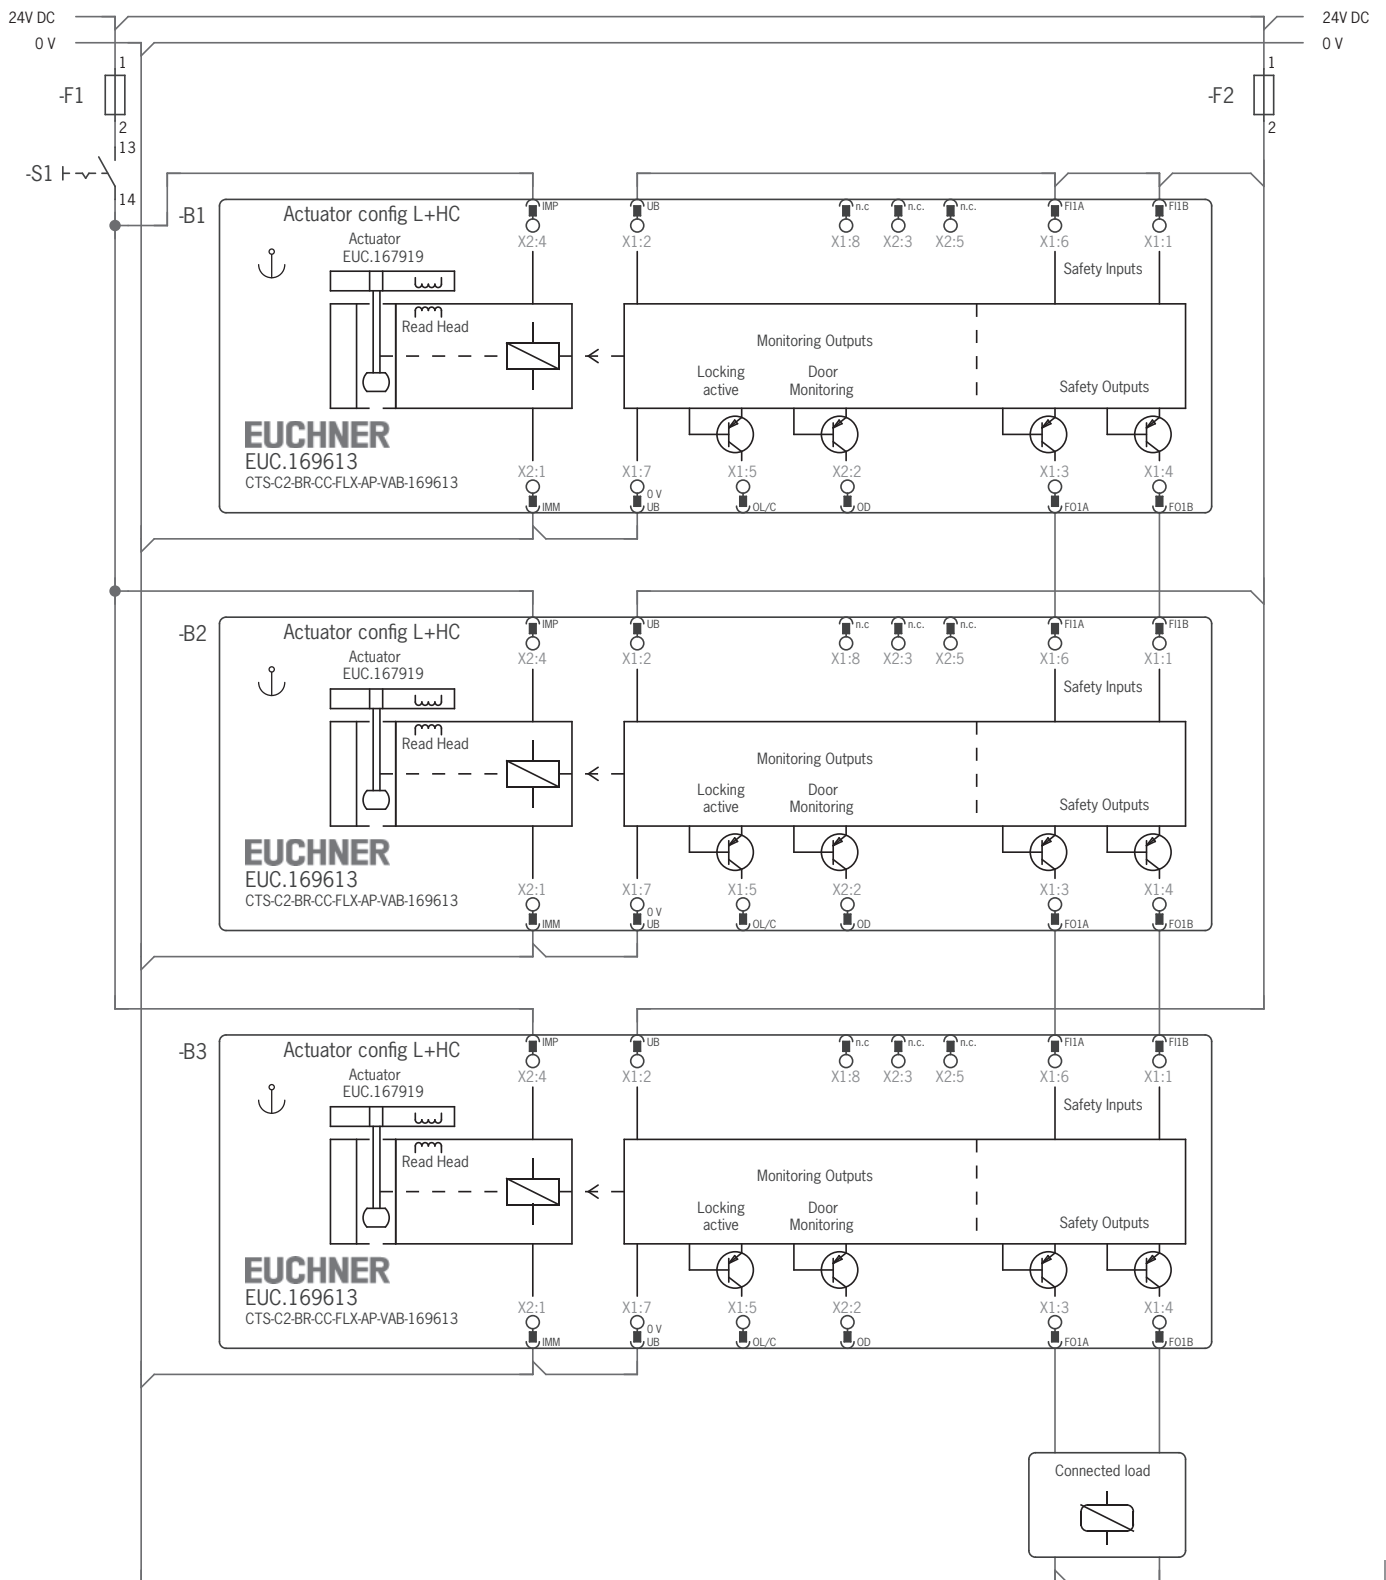 24V DC
24V DC
0 V
0 V
1
1
-F1
-F2
2
2
13
-S1
14
-B1
Actuator config L+HC
IMP
UB
n.c
n.c.
n.c.
FI1A
FI1B
X2:4
X1:2
X1:8
X2:3
X2:5
X1:6
X1:1
Actuator
EUC.167919
Safety Inputs
Read Head
Monitoring Outputs
Locking
active
Door
Monitoring
Safety Outputs
EUCHNER
EUC.169613
CTS-C2-BR-CC-FLX-AP-VAB-169613
X2:1
X1:7
X1:5
X2:2
X1:3
X1:4
0 V
IMM
UB
OL/C
OD
FO1A
FO1B
-B2
Actuator config L+HC
IMP
UB
n.c
n.c.
n.c.
FI1A
FI1B
X2:4
X1:2
X1:8
X2:3
X2:5
X1:6
X1:1
Actuator
EUC.167919
Safety Inputs
Read Head
Monitoring Outputs
Locking
active
Door
Monitoring
Safety Outputs
EUCHNER
EUC.169613
CTS-C2-BR-CC-FLX-AP-VAB-169613
X2:1
X1:7
X1:5
X2:2
X1:3
X1:4
0 V
IMM
UB
OL/C
OD
FO1A
FO1B
-B3
Actuator config L+HC
IMP
UB
n.c
n.c.
n.c.
FI1A
FI1B
X2:4
X1:2
X1:8
X2:3
X2:5
X1:6
X1:1
Actuator
EUC.167919
Safety Inputs
Read Head
Monitoring Outputs
Locking
active
Door
Monitoring
Safety Outputs
EUCHNER
EUC.169613
CTS-C2-BR-CC-FLX-AP-VAB-169613
X2:1
X1:7
X1:5
X2:2
X1:3
X1:4
0 V
IMM
UB
OL/C
OD
FO1A
FO1B
Connected load